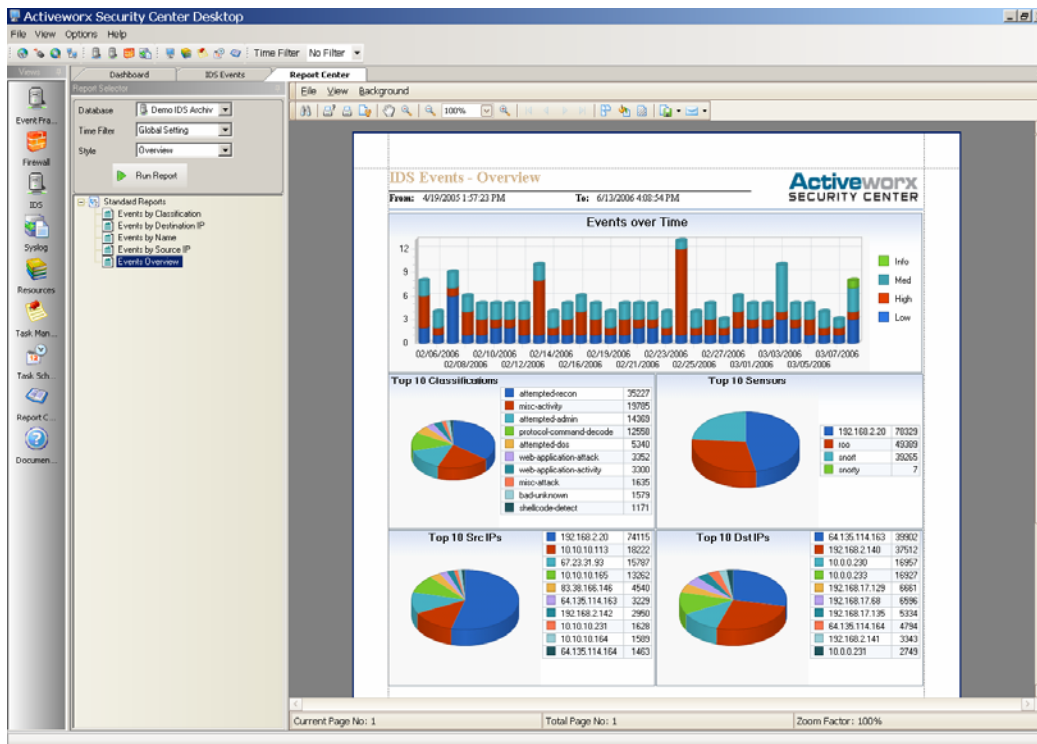 Activeworx Security Center Desktop
File View Options Help
Time Filter No Filter
Views
Dashboard IDS Events Report Center
Event Fra...
Firewall
IDS
Syslog
Resources
Task Man...
Task Sch...
Report C...
Documen...
Report Selector
Database Demo IDS Archiv
Time Filter Global Setting
Style Overview
Run Report
Standard Reports
Events by Classification
Events by Destination IP
Events by Name
Events by Source IP
Events Overview
File View Background
100%
IDS Events - Overview
From: 4/19/2005 1:57:23 PM To: 6/13/2006 4:08:54 PM
Activeworx
SECURITY CENTER
Events over Time
12
9
6
3
0
02/06/2006 02/10/2006 02/14/2006 02/19/2006 02/23/2006 02/27/2006 03/03/2006 03/07/2006
02/08/2006 02/12/2006 02/16/2006 02/21/2006 02/25/2006 03/01/2006 03/05/2006
Info
Med
High
Low
Top 10 Classifications
attempted-recon 35227
misc-activity 19785
attempted-admin 14369
protocol-command-decode 12558
attempted-dos 5340
web-application-attack 3352
web-application-activity 3300
misc-attack 1635
bad-unknown 1579
shellcode-detect 1171
Top 10 Sensors
192.168.2.20 78329
roo 49389
snort 39265
snorty 7
Top 10 Src IPs
192.168.2.20 74115
10.10.10.113 18222
67.23.31.93 15787
10.10.10.165 13262
83.38.166.146 4540
64.135.114.163 3229
192.168.2.142 2950
10.10.10.231 1628
10.10.10.164 1589
64.135.114.164 1463
Top 10 Dst IPs
64.135.114.163 39902
192.168.2.140 37512
10.0.0.230 16957
10.0.0.233 16927
192.168.17.129 6661
192.168.17.68 6596
192.168.17.135 5334
64.135.114.164 4794
192.168.2.141 3343
10.0.0.231 2749
Current Page No: 1 Total Page No: 1 Zoom Factor: 100%